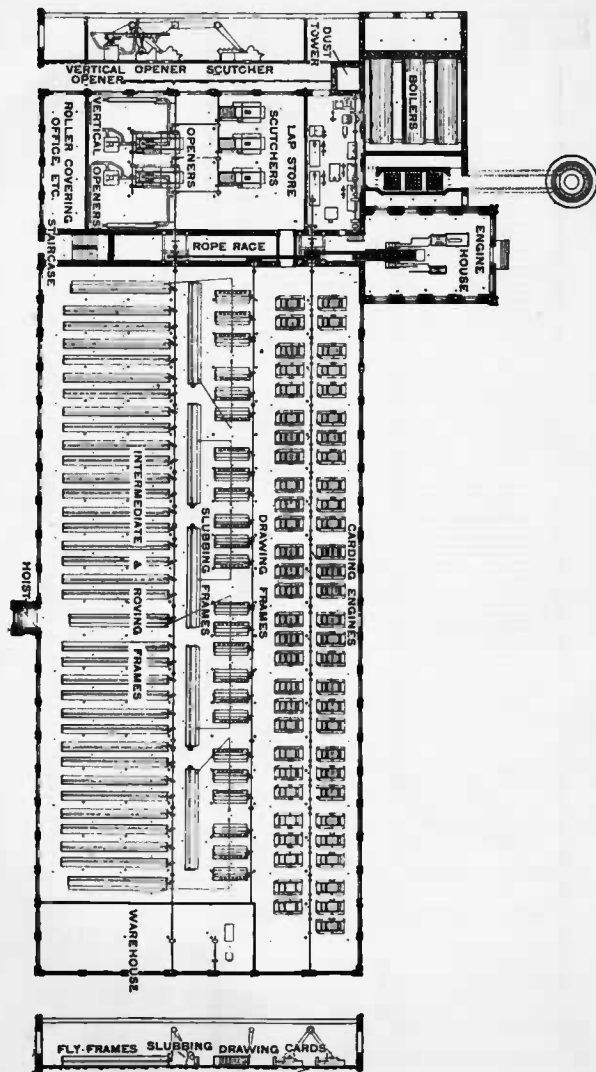 DUST
TOWER
VERTICAL OPENER
OPENER
SCUTCHER
BOILERS
ROLLER COVERING
OFFICE, ETC.
VERTICAL OPENERS
OPENERS
SCUTCHERS
LAP STORE
STAIRCASE
ROPE RACE
ENGINE
HOUSE
INTERMEDIATE & ROVING FRAMES
SLUBBING FRAMES
DRAWING FRAMES
CARDING ENGINES
HOIST
WAREHOUSE
FLY-FRAMES
SLUBBING
DRAWING
CARDS